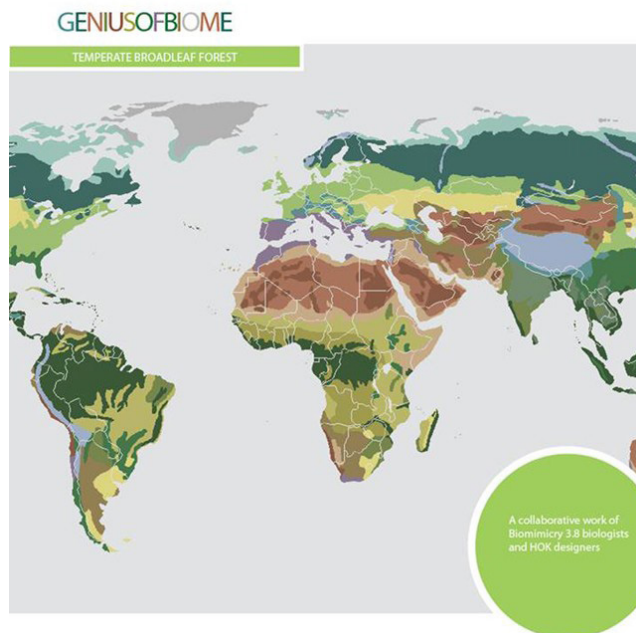 GENIUSOFBIOME
TEMPERATE BROADLEAF FOREST
A collaborative work of
Biomimicry 3.8 biologists
and HOK designers